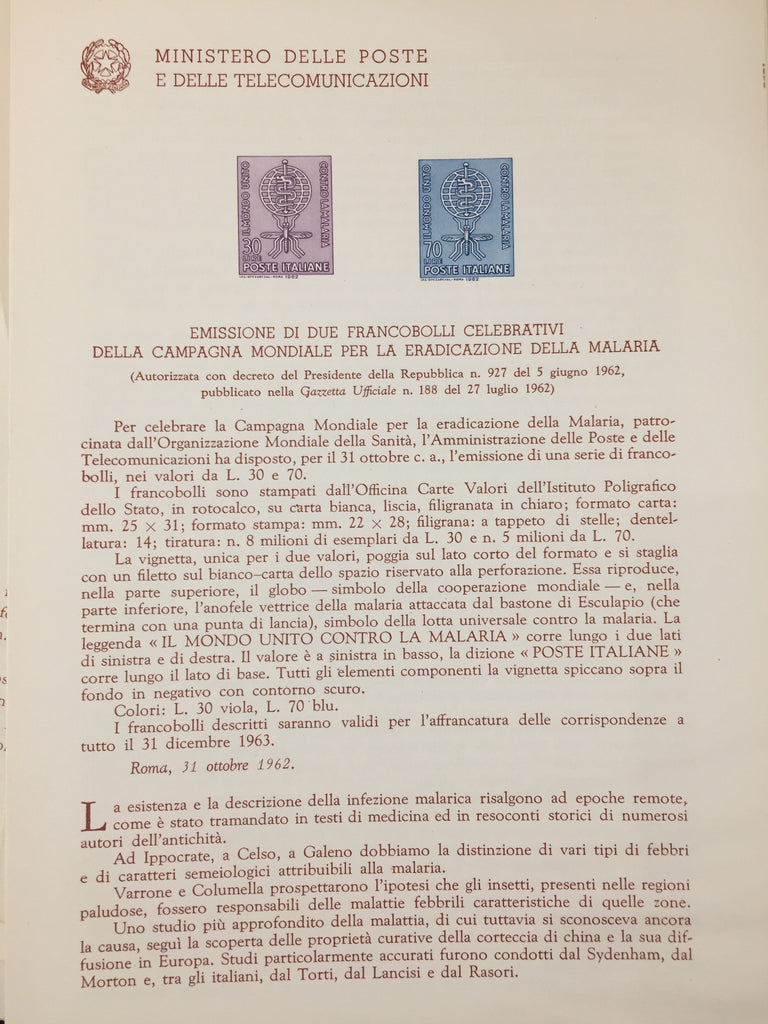 MINISTERO DELLE POSTE
E DELLE TELECOMUNICAZIONI
IL MONDO UNITO
CONTRO LA MALARIA
30
LIRE
POSTE ITALIANE
IL MONDO UNITO
CONTRO LA MALARIA
70
LIRE
POSTE ITALIANE
EMISSIONE DI DUE FRANCOBOLLI CELEBRATIVI
DELLA CAMPAGNA MONDIALE PER LA ERADICAZIONE DELLA MALARIA
(Autorizzata con decreto del Presidente della Repubblica n. 927 del 5 giugno 1962,
pubblicato nella Gazzetta Ufficiale n. 188 del 27 luglio 1962)
Per celebrare la Campagna Mondiale per la eradicazione della Malaria, patro-
cinata dall'Organizzazione Mondiale della Sanità, l'Amministrazione delle Poste e delle
Telecomunicazioni ha disposto, per il 31 ottobre c. a., l'emissione di una serie di franco-
bolli, nei valori da L. 30 e 70.
I francobolli sono stampati dall'Officina Carte Valori dell'Istituto Poligrafico
dello Stato, in rotocalco, su carta bianca, liscia, filigranata in chiaro; formato carta:
mm. 25 × 31; formato stampa: mm. 22 × 28; filigrana: a tappeto di stelle; dentel-
latura: 14; tiratura: n. 8 milioni di esemplari da L. 30 e n. 5 milioni da L. 70.
La vignetta, unica per i due valori, poggia sul lato corto del formato e si staglia
con un filetto sul bianco-carta dello spazio riservato alla perforazione. Essa riproduce,
nella parte superiore, il globo — simbolo della cooperazione mondiale — e, nella
parte inferiore, l'anofele vettrice della malaria attaccata dal bastone di Esculapio (che
termina con una punta di lancia), simbolo della lotta universale contro la malaria. La
leggenda « IL MONDO UNITO CONTRO LA MALARIA » corre lungo i due lati
di sinistra e di destra. Il valore è a sinistra in basso, la dizione « POSTE ITALIANE »
corre lungo il lato di base. Tutti gli elementi componenti la vignetta spiccano sopra il
fondo in negativo con contorno scuro.
Colori: L. 30 viola, L. 70 blu.
I francobolli descritti saranno validi per l'affrancatura delle corrispondenze a
tutto il 31 dicembre 1963.
Roma, 31 ottobre 1962.
La esistenza e la descrizione della infezione malarica risalgono ad epoche remote,
come è stato tramandato in testi di medicina ed in resoconti storici di numerosi
autori dell'antichità.
Ad Ippocrate, a Celso, a Galeno dobbiamo la distinzione di vari tipi di febbri
e di caratteri semeiologici attribuibili alla malaria.
Varrone e Columella prospettarono l'ipotesi che gli insetti, presenti nelle regioni
paludose, fossero responsabili delle malattie febbrili caratteristiche di quelle zone.
Uno studio più approfondito della malattia, di cui tuttavia si sconosceva ancora
la causa, seguì la scoperta delle proprietà curative della corteccia di china e la sua dif-
fusione in Europa. Studi particolarmente accurati furono condotti dal Sydenham, dal
Morton e, tra gli italiani, dal Torti, dal Lancisi e dal Rasori.